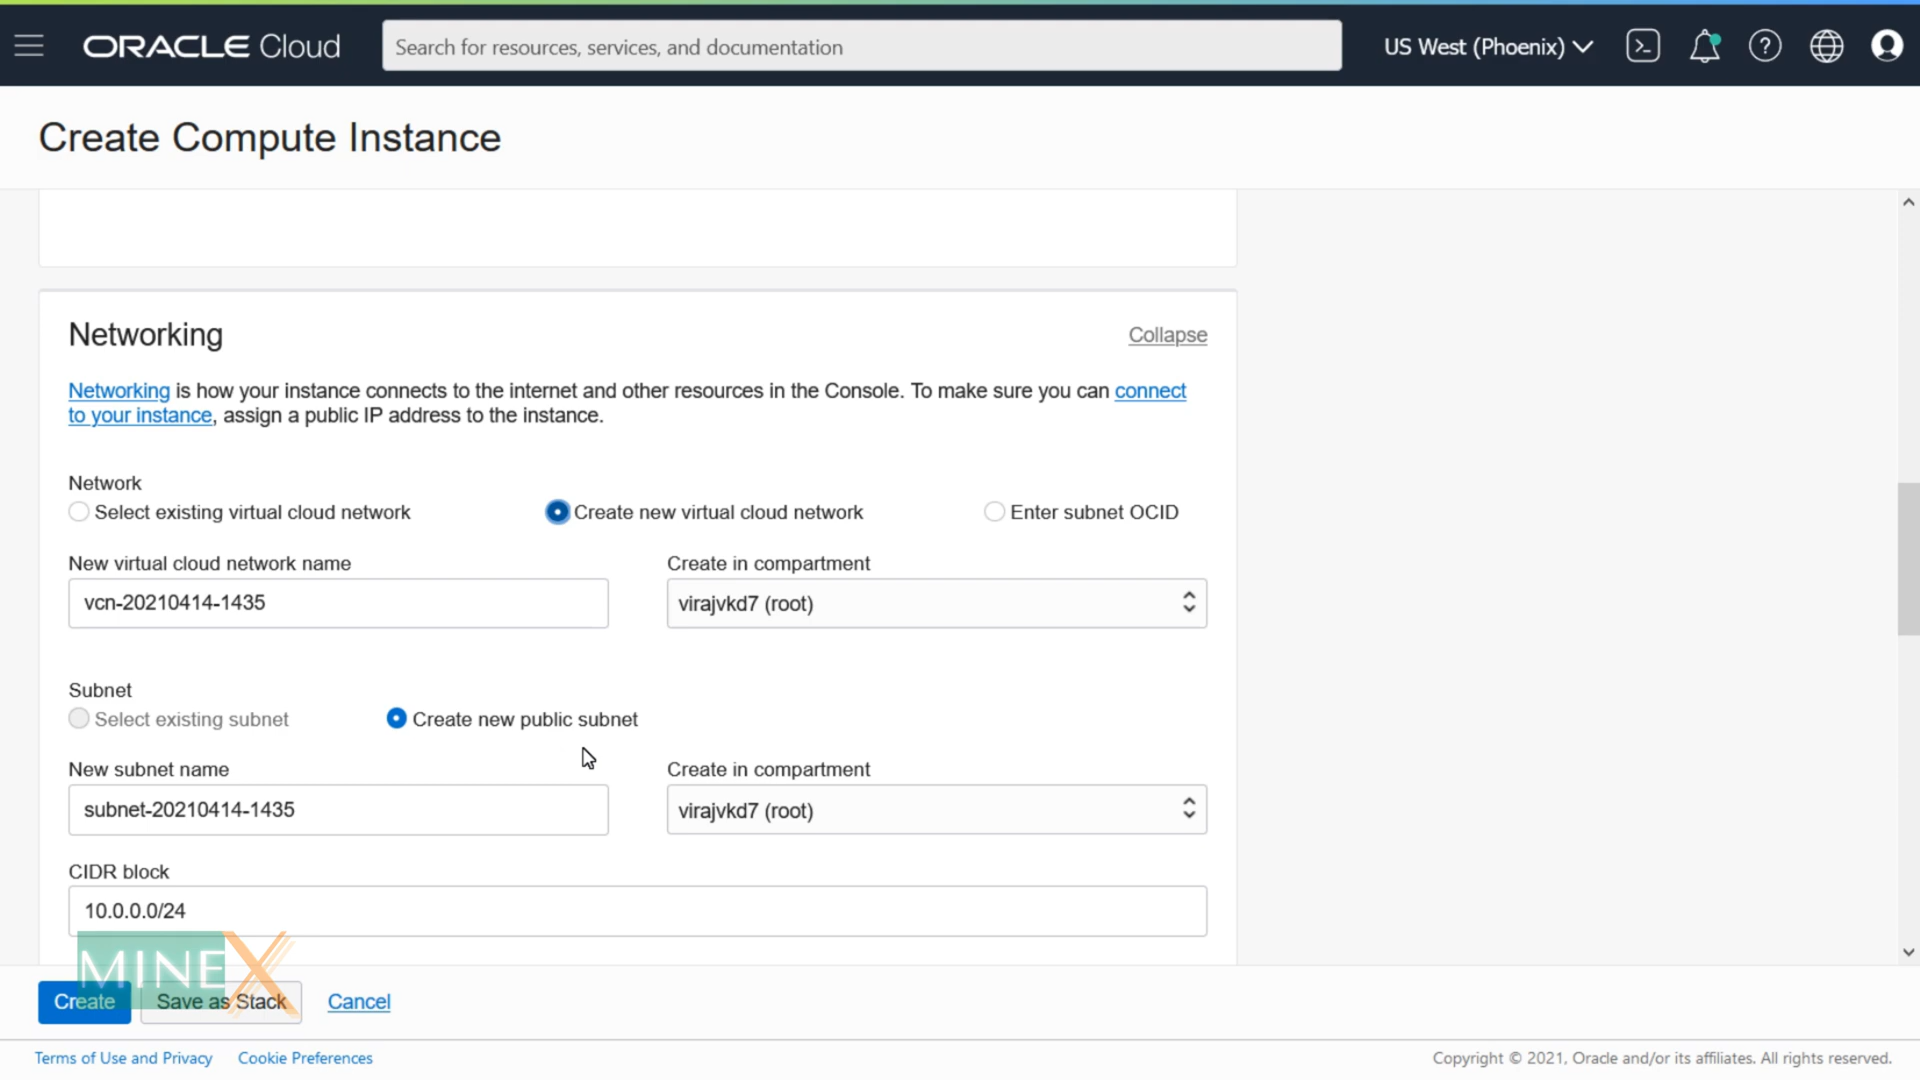 ORACLE Cloud
Search for resources, services, and documentation
US West (Phoenix)
Create Compute Instance
Networking
Collapse
Networking is how your instance connects to the internet and other resources in the Console. To make sure you can connect
to your instance, assign a public IP address to the instance.
Network
Select existing virtual cloud network
Create new virtual cloud network
Enter subnet OCID
New virtual cloud network name
Create in compartment
vcn-20210414-1435
virajvkd7 (root)
Subnet
Select existing subnet
Create new public subnet
New subnet name
Create in compartment
subnet-20210414-1435
virajvkd7 (root)
CIDR block
10.0.0.0/24
MINEX
Create
Save as Stack
Cancel
Terms of Use and Privacy
Cookie Preferences
Copyright © 2021, Oracle and/or its affiliates. All rights reserved.